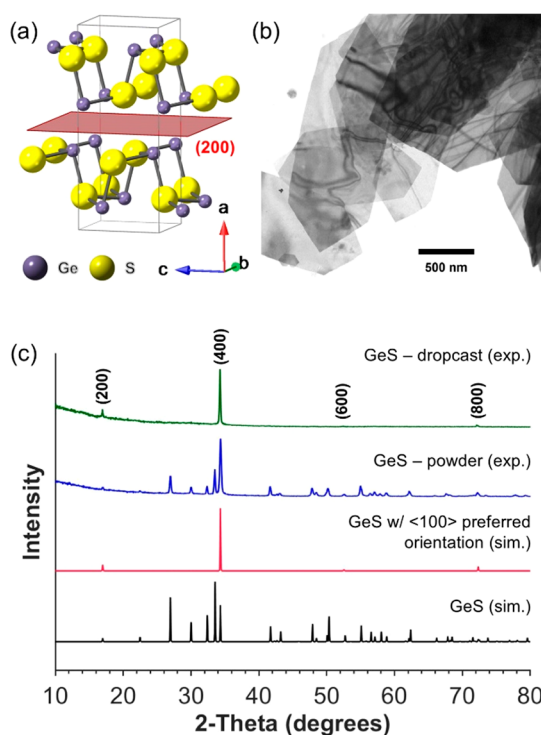 (a)
(200)
a
c
b
Ge
S
(b)
500 nm
(c)
(200)
(400)
(600)
(800)
GeS – dropcast (exp.)
GeS – powder (exp.)
GeS w/ <100> preferred
orientation (sim.)
GeS (sim.)
Intensity
10 20 30 40 50 60 70 80
2-Theta (degrees)